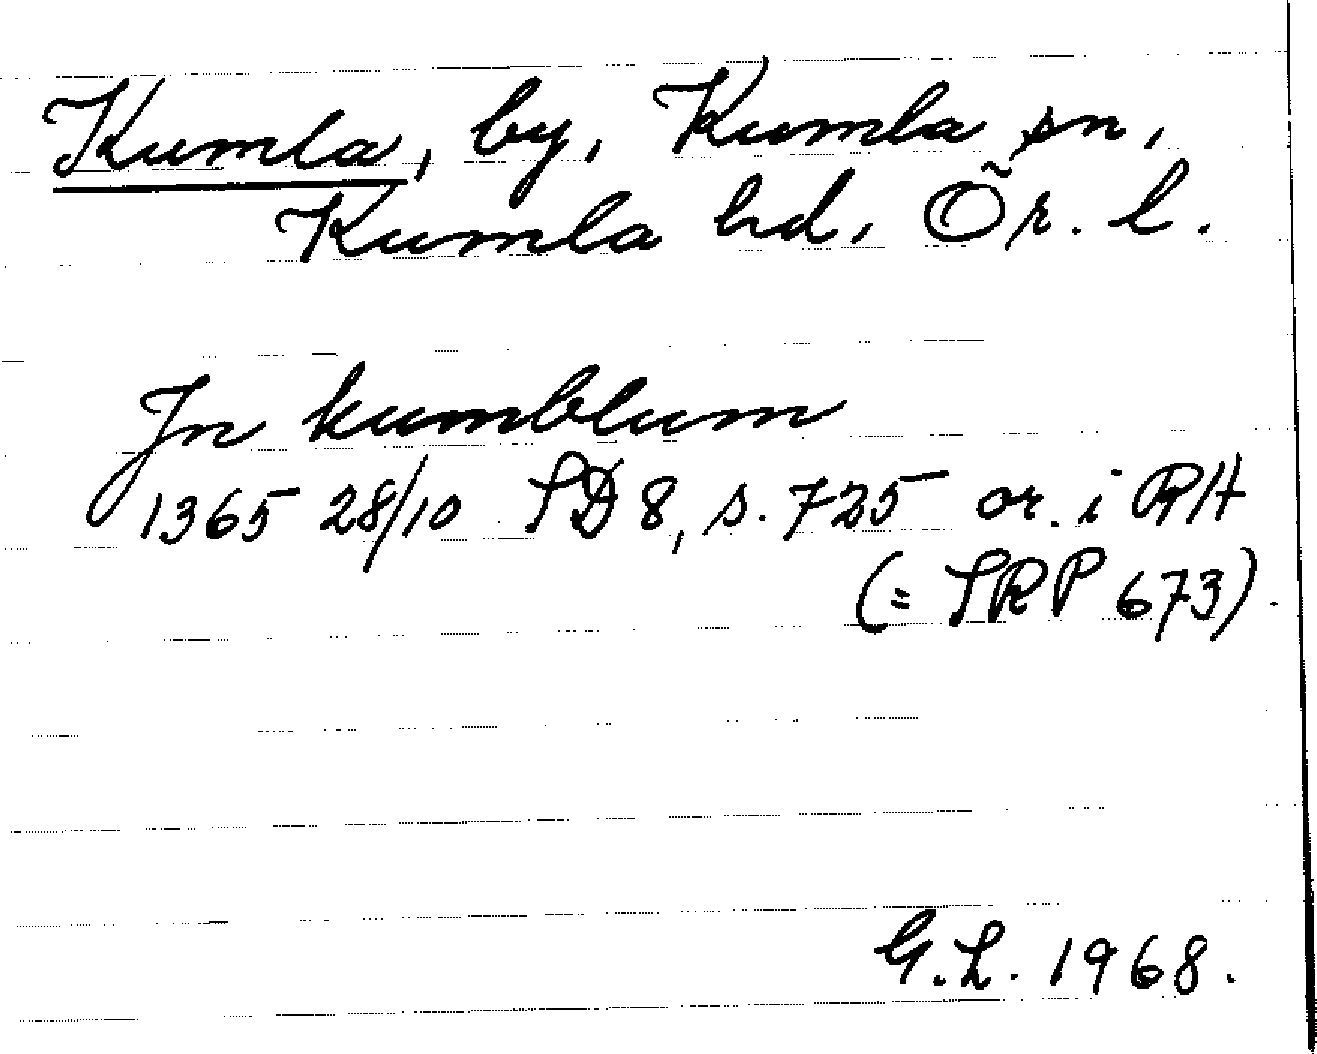 Kumla, by, Kumla sn,
Kumla hd, Ör. l.
Jn kumblum
1365 28/10 SD 8, s. 725 or. i RA
(= SRP 673).
G.L. 1968.